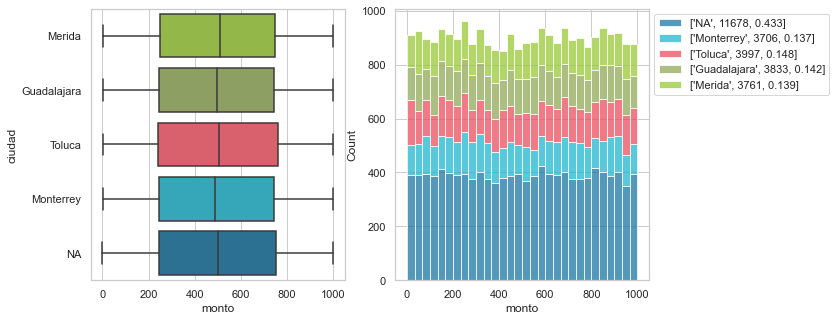 Merida
Guadalajara
Toluca
Monterrey
NA
ciudad
0 200 400 600 800 1000
monto
1000
800
600
400
200
0
Count
0 200 400 600 800 1000
monto
['NA', 11678, 0.433]
['Monterrey', 3706, 0.137]
['Toluca', 3997, 0.148]
['Guadalajara', 3833, 0.142]
['Merida', 3761, 0.139]